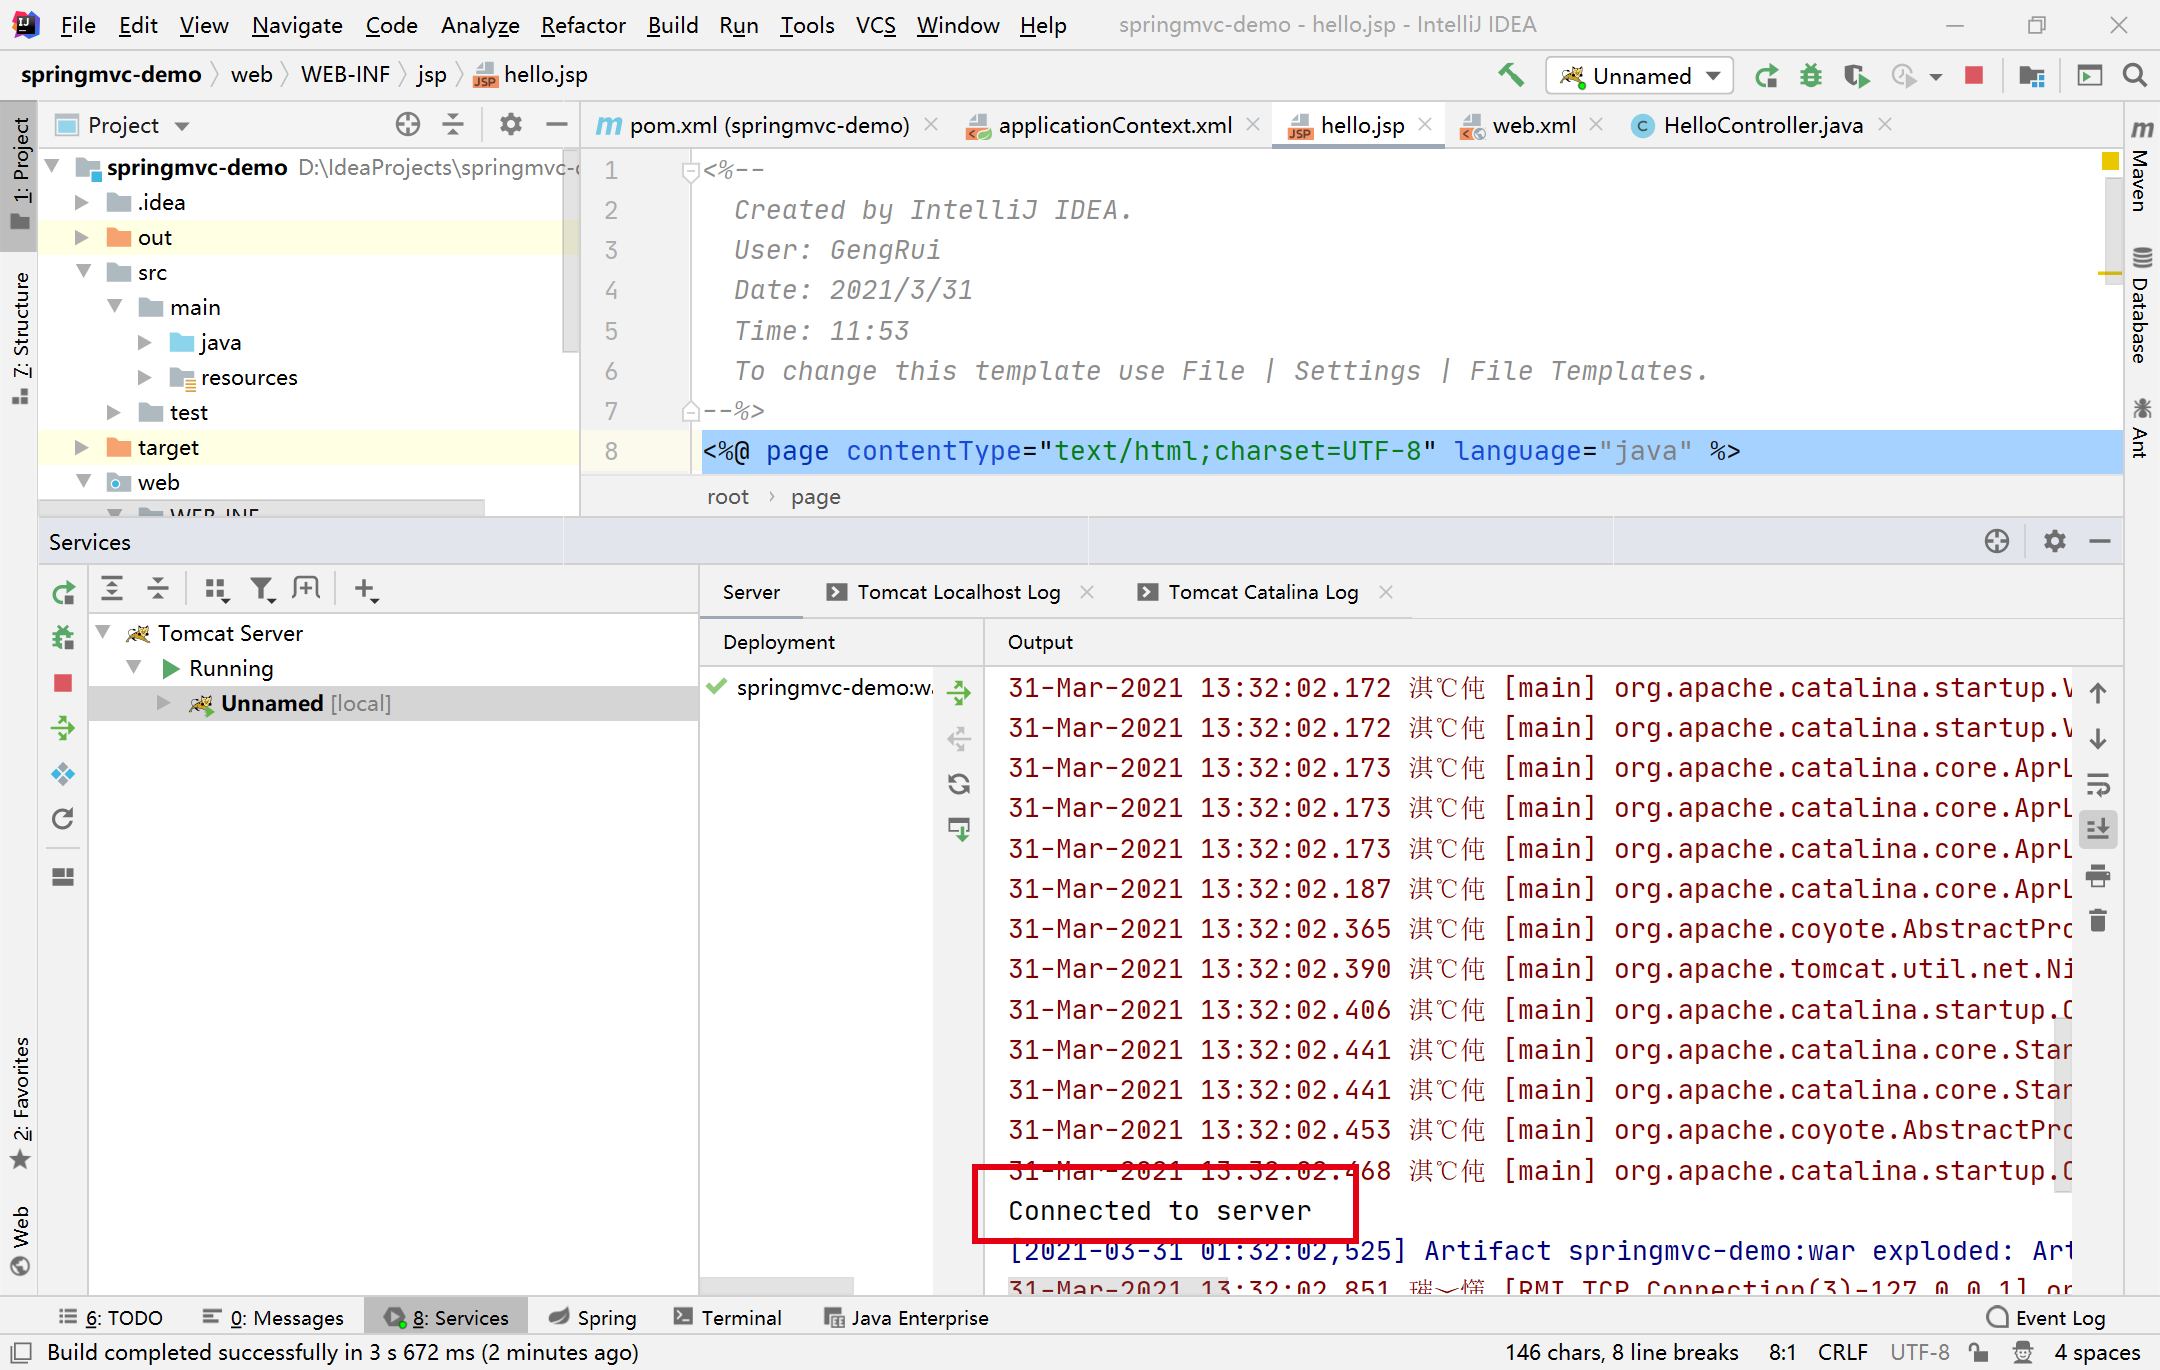 File Edit View Navigate Code Analyze Refactor Build Run Tools VCS Window Help springmvc-demo - hello.jsp - IntelliJ IDEA
springmvc-demo web WEB-INF jsp hello.jsp Unnamed
Project
pom.xml (springmvc-demo) applicationContext.xml hello.jsp web.xml HelloController.java
springmvc-demo D:\IdeaProjects\springmvc-
.idea
out
src
main
java
resources
test
target
web
WEB-INF
1 <%--
2 Created by IntelliJ IDEA.
3 User: GengRui
4 Date: 2021/3/31
5 Time: 11:53
6 To change this template use File | Settings | File Templates.
7 --%>
8 <%@ page contentType="text/html;charset=UTF-8" language="java" %>
root page
1: Project
7: Structure
2: Favorites
Web
Maven
Database
Ant
Services
Tomcat Server
Running
Unnamed [local]
Server Tomcat Localhost Log Tomcat Catalina Log
Deployment Output
springmvc-demo:wa
31-Mar-2021 13:32:02.172 淇℃伅 [main] org.apache.catalina.startup.V
31-Mar-2021 13:32:02.172 淇℃伅 [main] org.apache.catalina.startup.V
31-Mar-2021 13:32:02.173 淇℃伅 [main] org.apache.catalina.core.AprL
31-Mar-2021 13:32:02.173 淇℃伅 [main] org.apache.catalina.core.AprL
31-Mar-2021 13:32:02.173 淇℃伅 [main] org.apache.catalina.core.AprL
31-Mar-2021 13:32:02.187 淇℃伅 [main] org.apache.catalina.core.AprL
31-Mar-2021 13:32:02.365 淇℃伅 [main] org.apache.coyote.AbstractPro
31-Mar-2021 13:32:02.390 淇℃伅 [main] org.apache.tomcat.util.net.Ni
31-Mar-2021 13:32:02.406 淇℃伅 [main] org.apache.catalina.startup.C
31-Mar-2021 13:32:02.441 淇℃伅 [main] org.apache.catalina.core.Stan
31-Mar-2021 13:32:02.441 淇℃伅 [main] org.apache.catalina.core.Stan
31-Mar-2021 13:32:02.453 淇℃伅 [main] org.apache.coyote.AbstractPro
31-Mar-2021 13:32:02.468 淇℃伅 [main] org.apache.catalina.startup.C
Connected to server
[2021-03-31 01:32:02,525] Artifact springmvc-demo:war exploded: Art
31-Mar-2021 13:32:02.851 [RMI TCP Connection(3)-127.0.0.1] or
6: TODO 0: Messages 8: Services Spring Terminal Java Enterprise Event Log
Build completed successfully in 3 s 672 ms (2 minutes ago) 146 chars, 8 line breaks 8:1 CRLF UTF-8 4 spaces